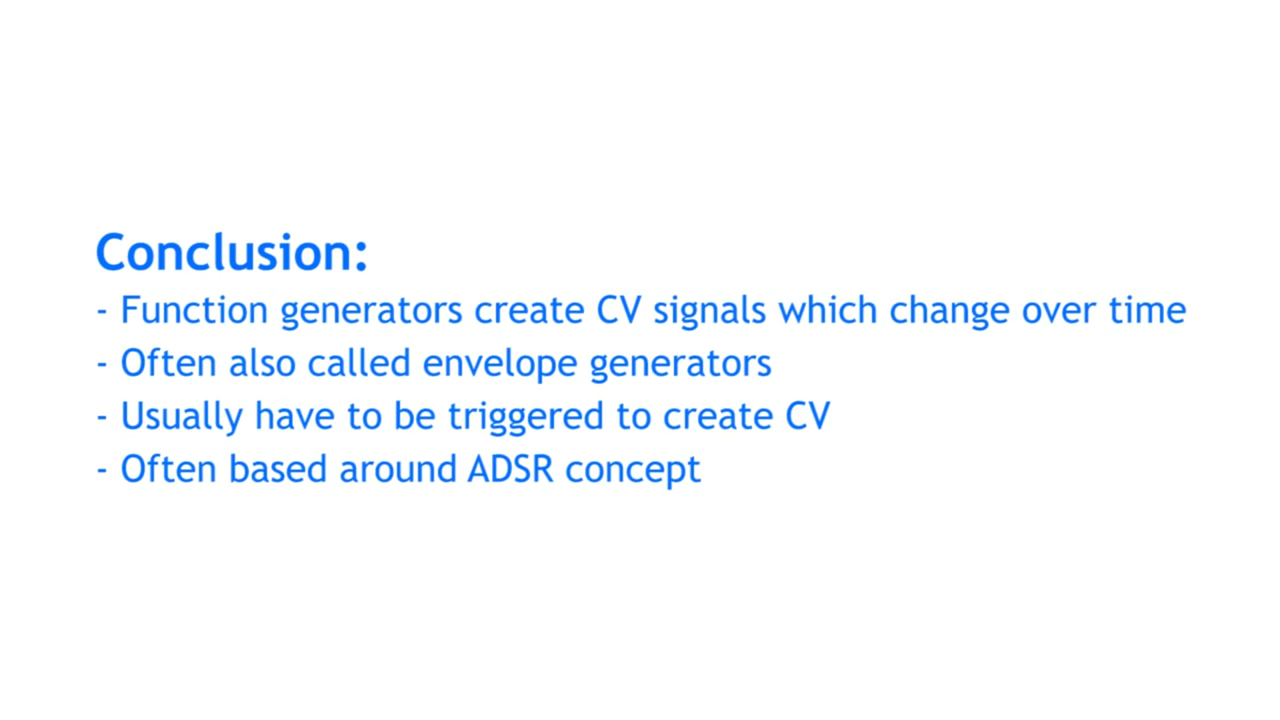 Conclusion:
- Function generators create CV signals which change over time
- Often also called envelope generators
- Usually have to be triggered to create CV
- Often based around ADSR concept